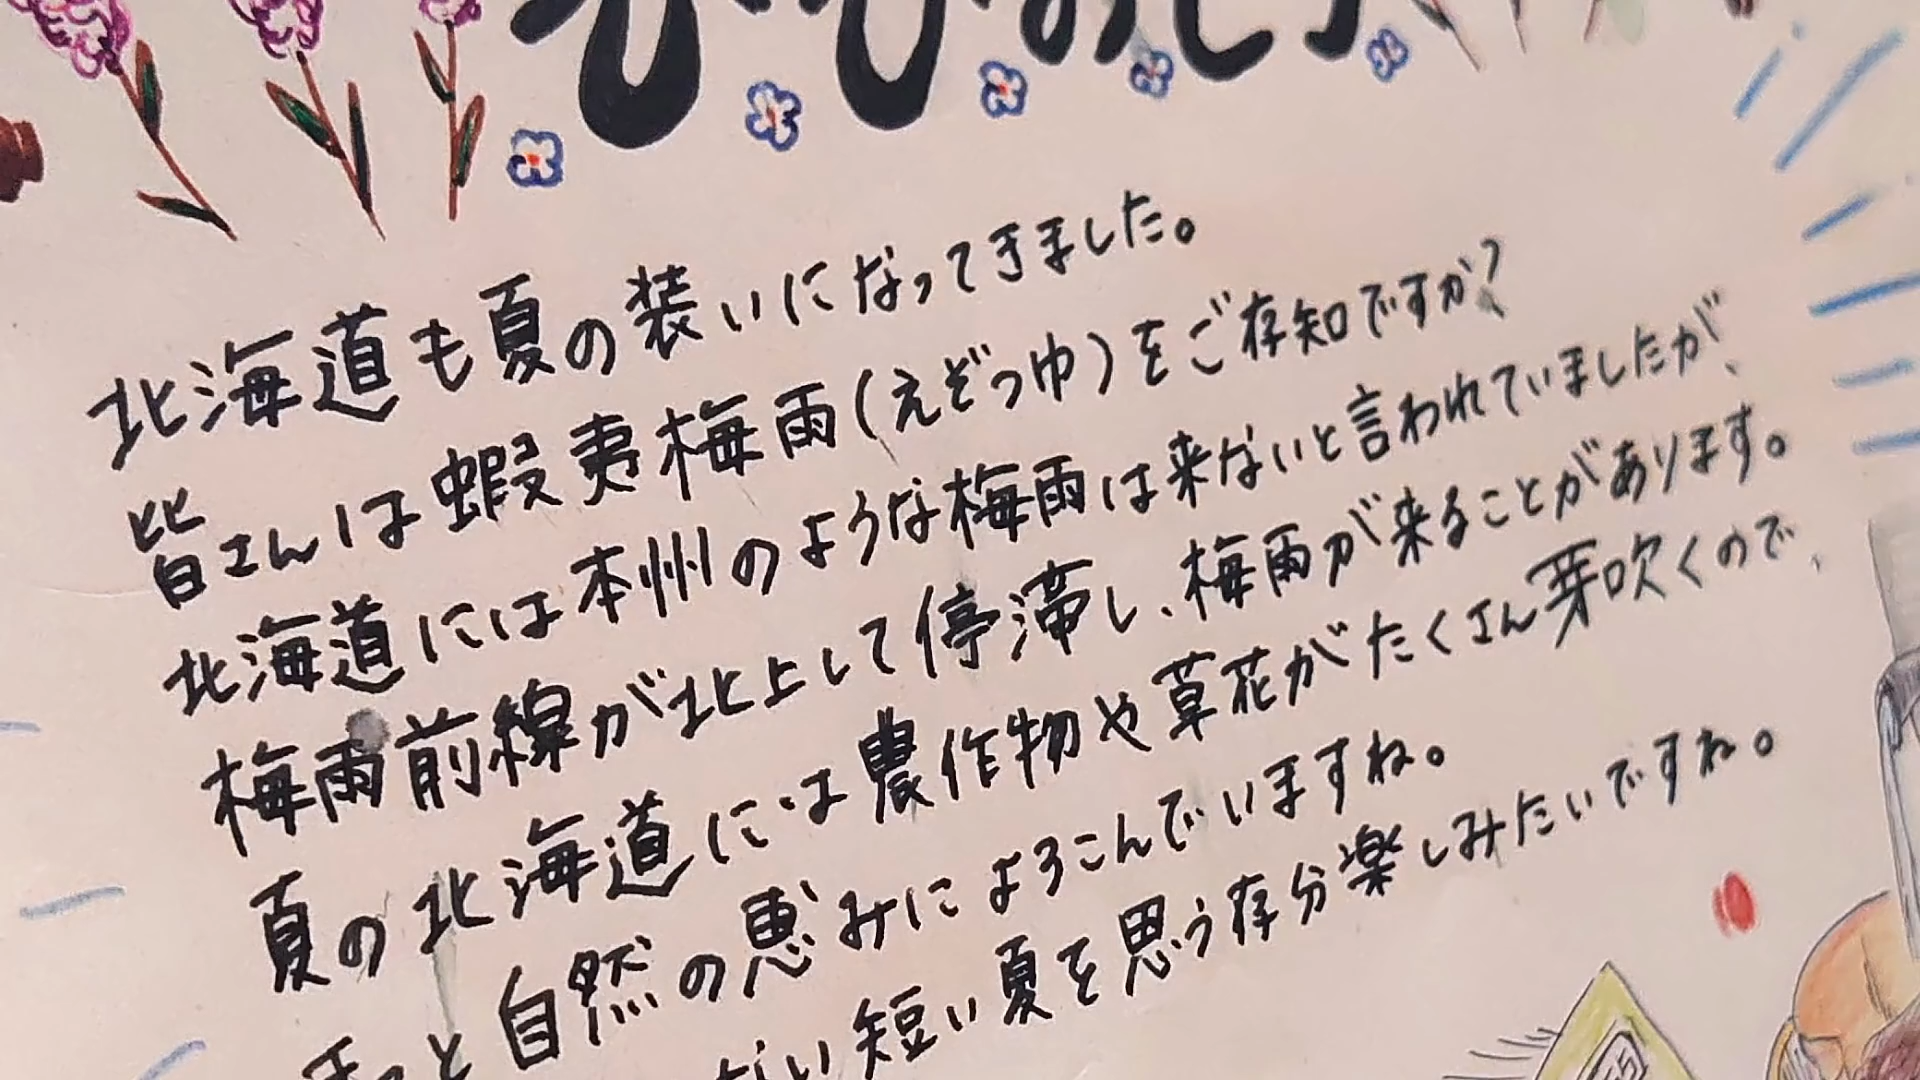 北海道も夏の装いになってきました。
皆さんは蝦夷梅雨(えぞつゆ)をご存知ですか?
北海道には本州のような梅雨は来ないと言われていましたが、
梅雨前線が北上して停滞し、梅雨が来ることがあります。
夏の北海道には農作物や草花がたくさん芽吹くので、
きっと自然の恵みによろこんでいますね。
ない短い夏を思う存分楽しみたいですね。